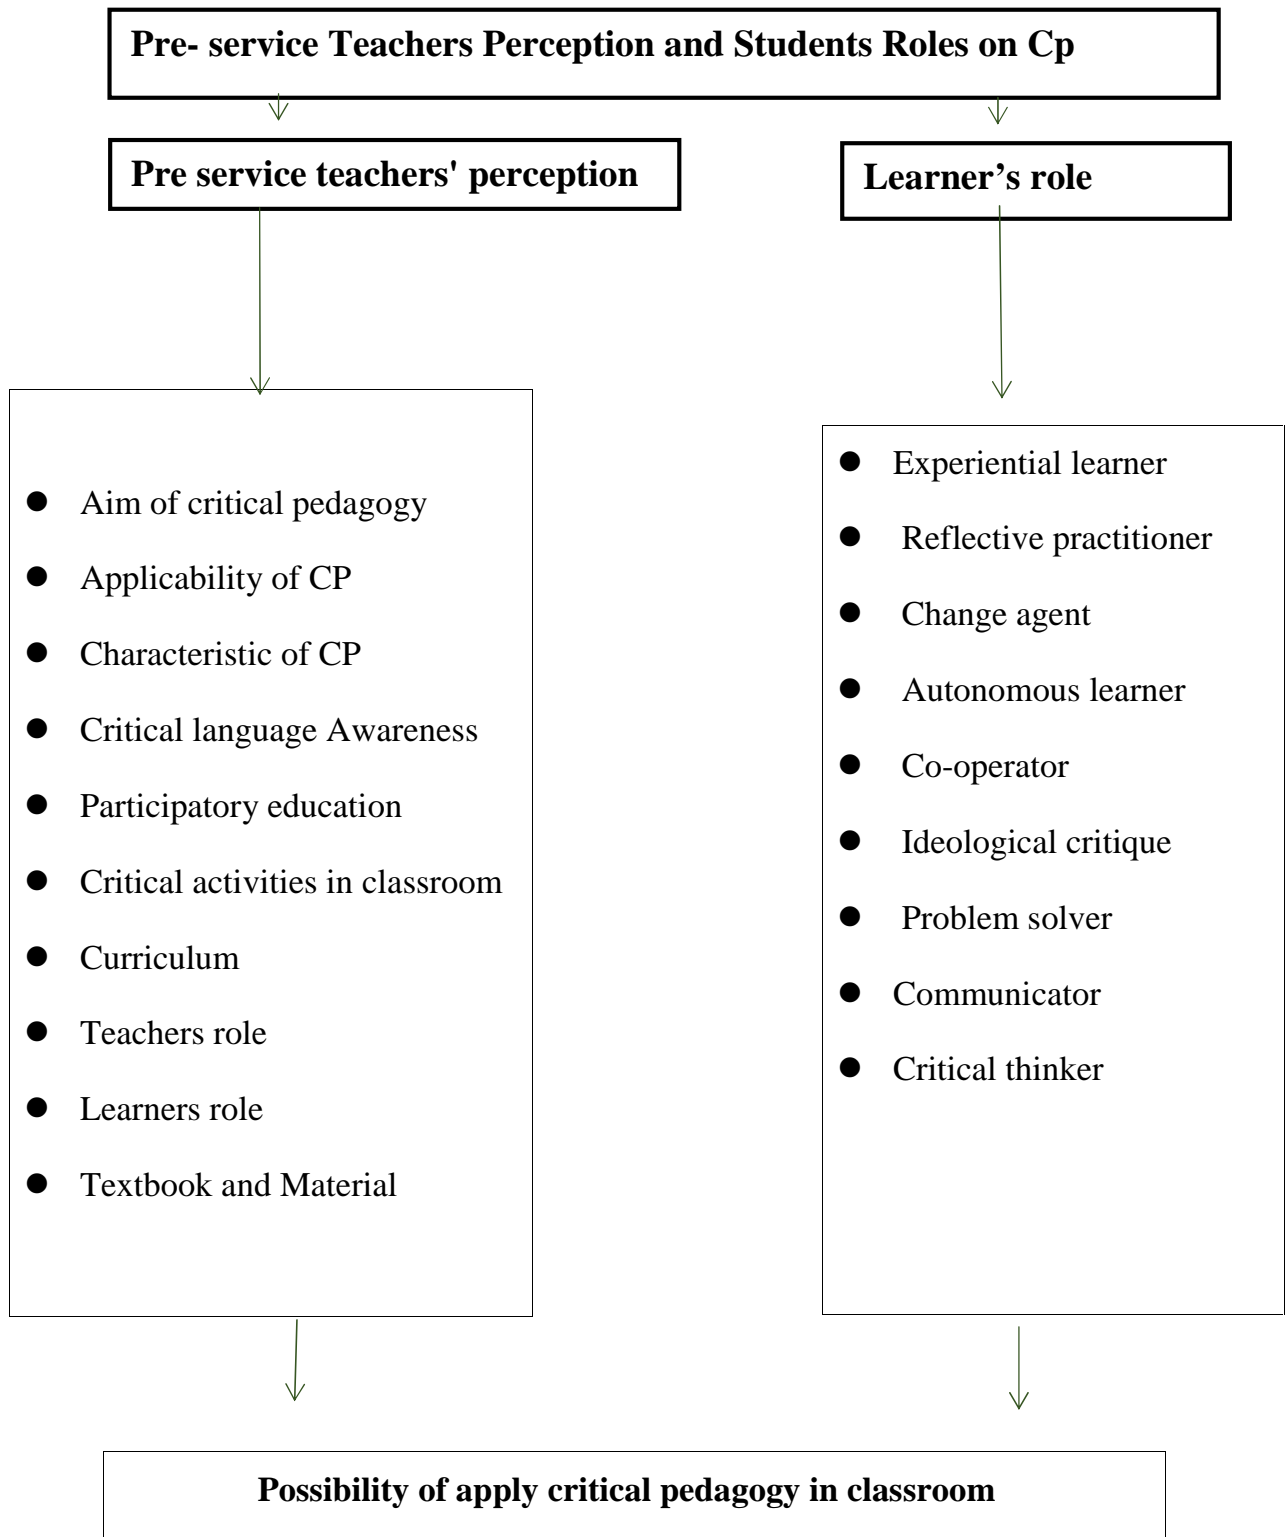 Pre- service Teachers Perception and Students Roles on Cp
Pre service teachers' perception
Learner’s role
Aim of critical pedagogy
Applicability of CP
Characteristic of CP
Critical language Awareness
Participatory education
Critical activities in classroom
Curriculum
Teachers role
Learners role
Textbook and Material
Experiential learner
Reflective practitioner
Change agent
Autonomous learner
Co-operator
Ideological critique
Problem solver
Communicator
Critical thinker
Possibility of apply critical pedagogy in classroom